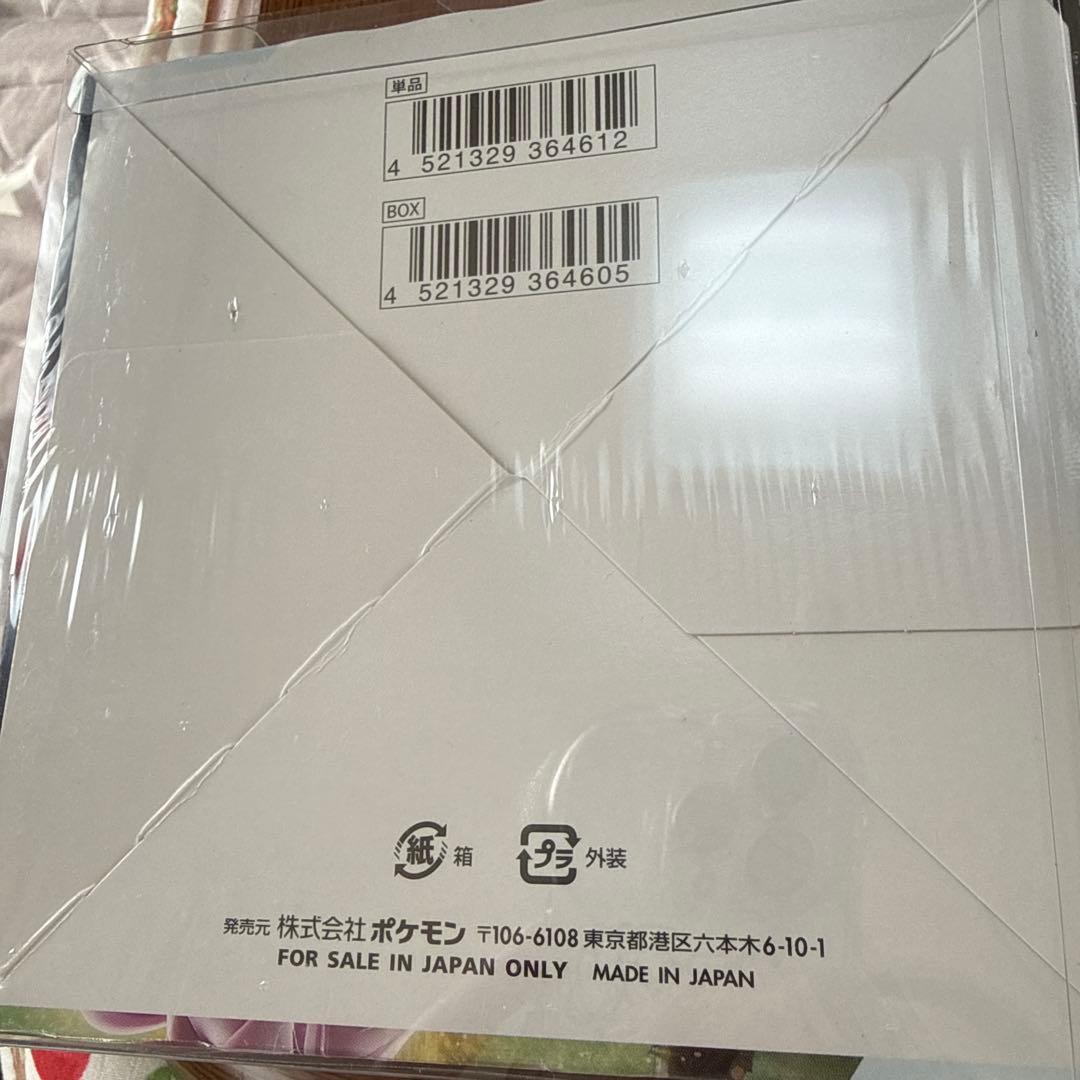 単品
4 521329 364612
BOX
4 521329 364605
紙 箱 プラ 外装
発売元 株式会社ポケモン 〒106-6108 東京都港区六本木6-10-1
FOR SALE IN JAPAN ONLY MADE IN JAPAN